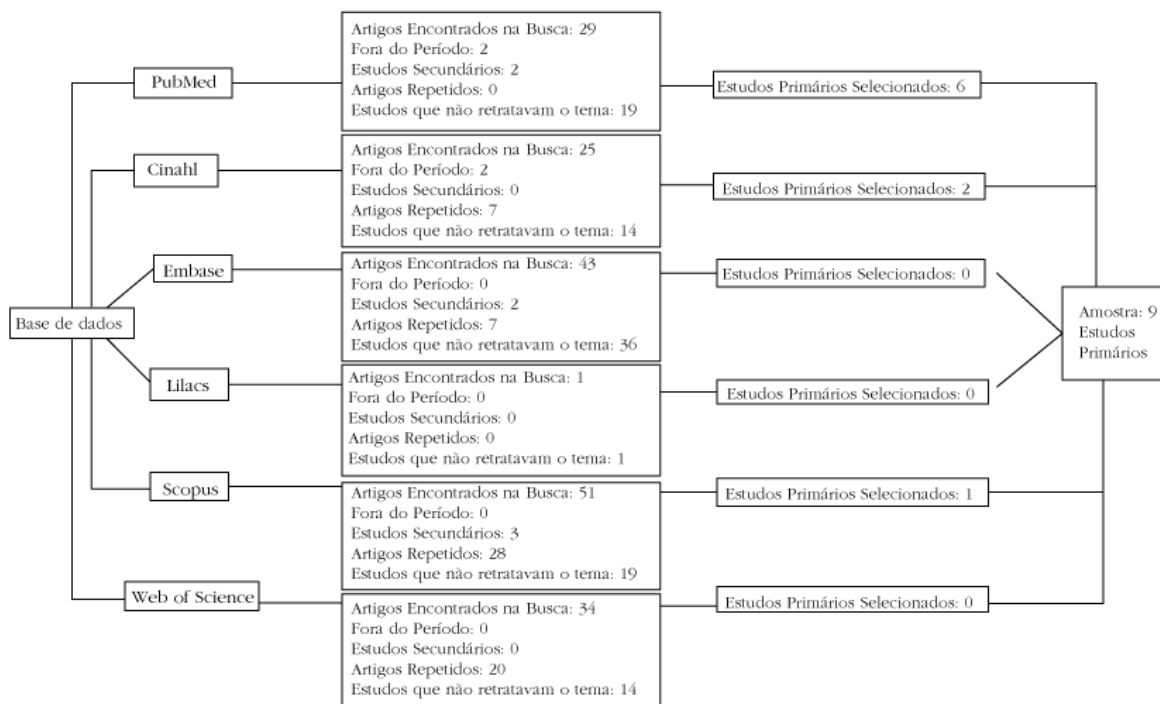 Base de dados
PubMed
Artigos Encontrados na Busca: 29
Fora do Período: 2
Estudos Secundários: 2
Artigos Repetidos: 0
Estudos que não retratavam o tema: 19
Estudos Primários Selecionados: 6
Cinahl
Artigos Encontrados na Busca: 25
Fora do Período: 2
Estudos Secundários: 0
Artigos Repetidos: 7
Estudos que não retratavam o tema: 14
Estudos Primários Selecionados: 2
Embase
Artigos Encontrados na Busca: 43
Fora do Período: 0
Estudos Secundários: 2
Artigos Repetidos: 7
Estudos que não retratavam o tema: 36
Estudos Primários Selecionados: 0
Lilacs
Artigos Encontrados na Busca: 1
Fora do Período: 0
Estudos Secundários: 0
Artigos Repetidos: 0
Estudos que não retratavam o tema: 1
Estudos Primários Selecionados: 0
Scopus
Artigos Encontrados na Busca: 51
Fora do Período: 0
Estudos Secundários: 3
Artigos Repetidos: 28
Estudos que não retratavam o tema: 19
Estudos Primários Selecionados: 1
Web of Science
Artigos Encontrados na Busca: 34
Fora do Período: 0
Estudos Secundários: 0
Artigos Repetidos: 20
Estudos que não retratavam o tema: 14
Estudos Primários Selecionados: 0
Amostra: 9
Estudos
Primários